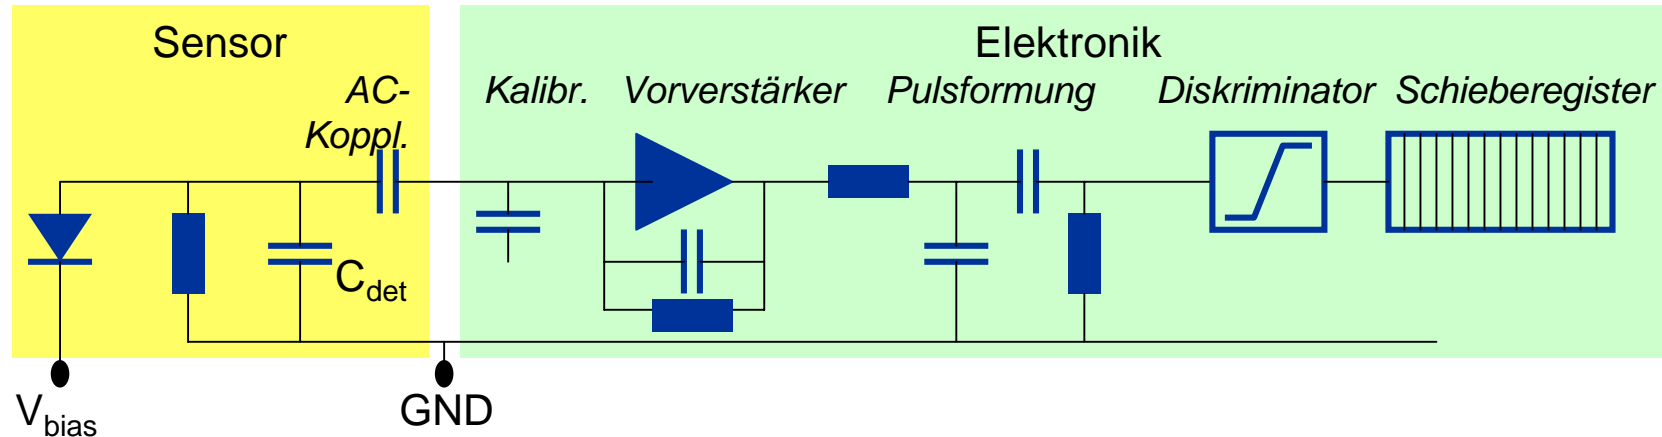 Sensor
Elektronik
AC-
Koppl.
Kalibr.
Vorverstärker
Pulsformung
Diskriminator
Schieberegister
Cdet
Vbias
GND